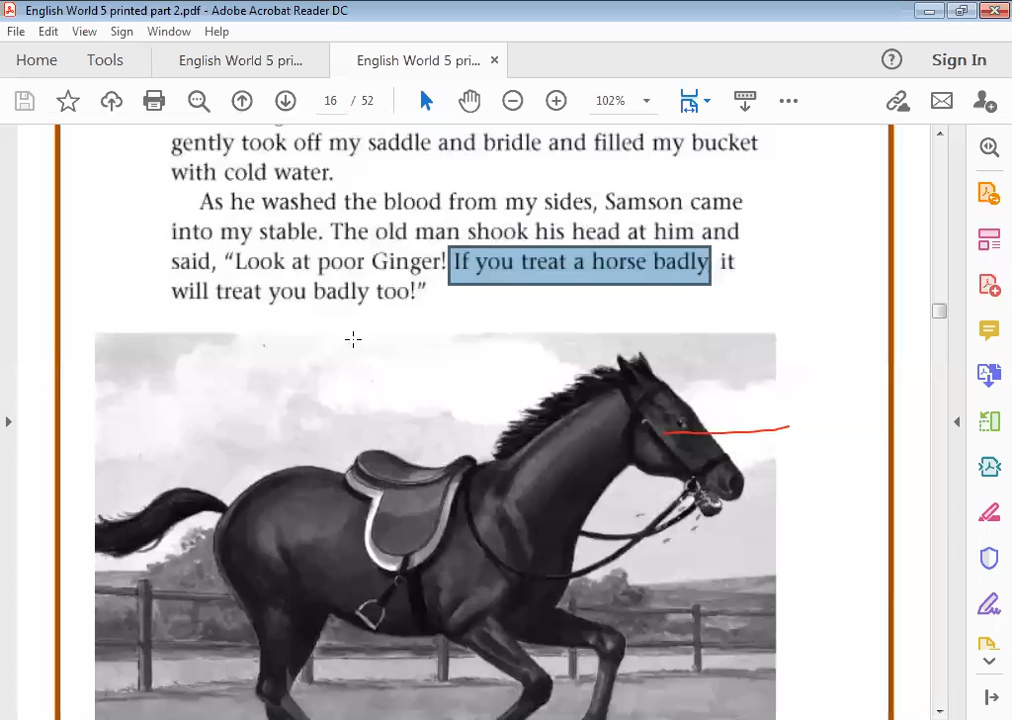 English World 5 printed part 2.pdf - Adobe Acrobat Reader DC
File Edit View Sign Window Help
Home Tools English World 5 pri... English World 5 pri... × ? Sign In
16 / 52 102%
gently took off my saddle and bridle and filled my bucket
with cold water.
As he washed the blood from my sides, Samson came
into my stable. The old man shook his head at him and
said, “Look at poor Ginger! If you treat a horse badly, it
will treat you badly too!”